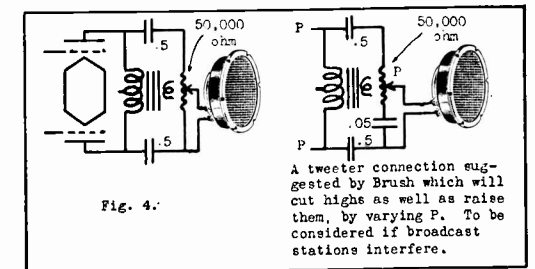 .5
50,000
ohm
.5
Fig. 4.
P
.5
50,000
ohm
P
.05
.5
P
A tweeter connection sug-
gested by Brush which will
cut highs as well as raise
them, by varying P. To be
considered if broadcast
stations interfere.